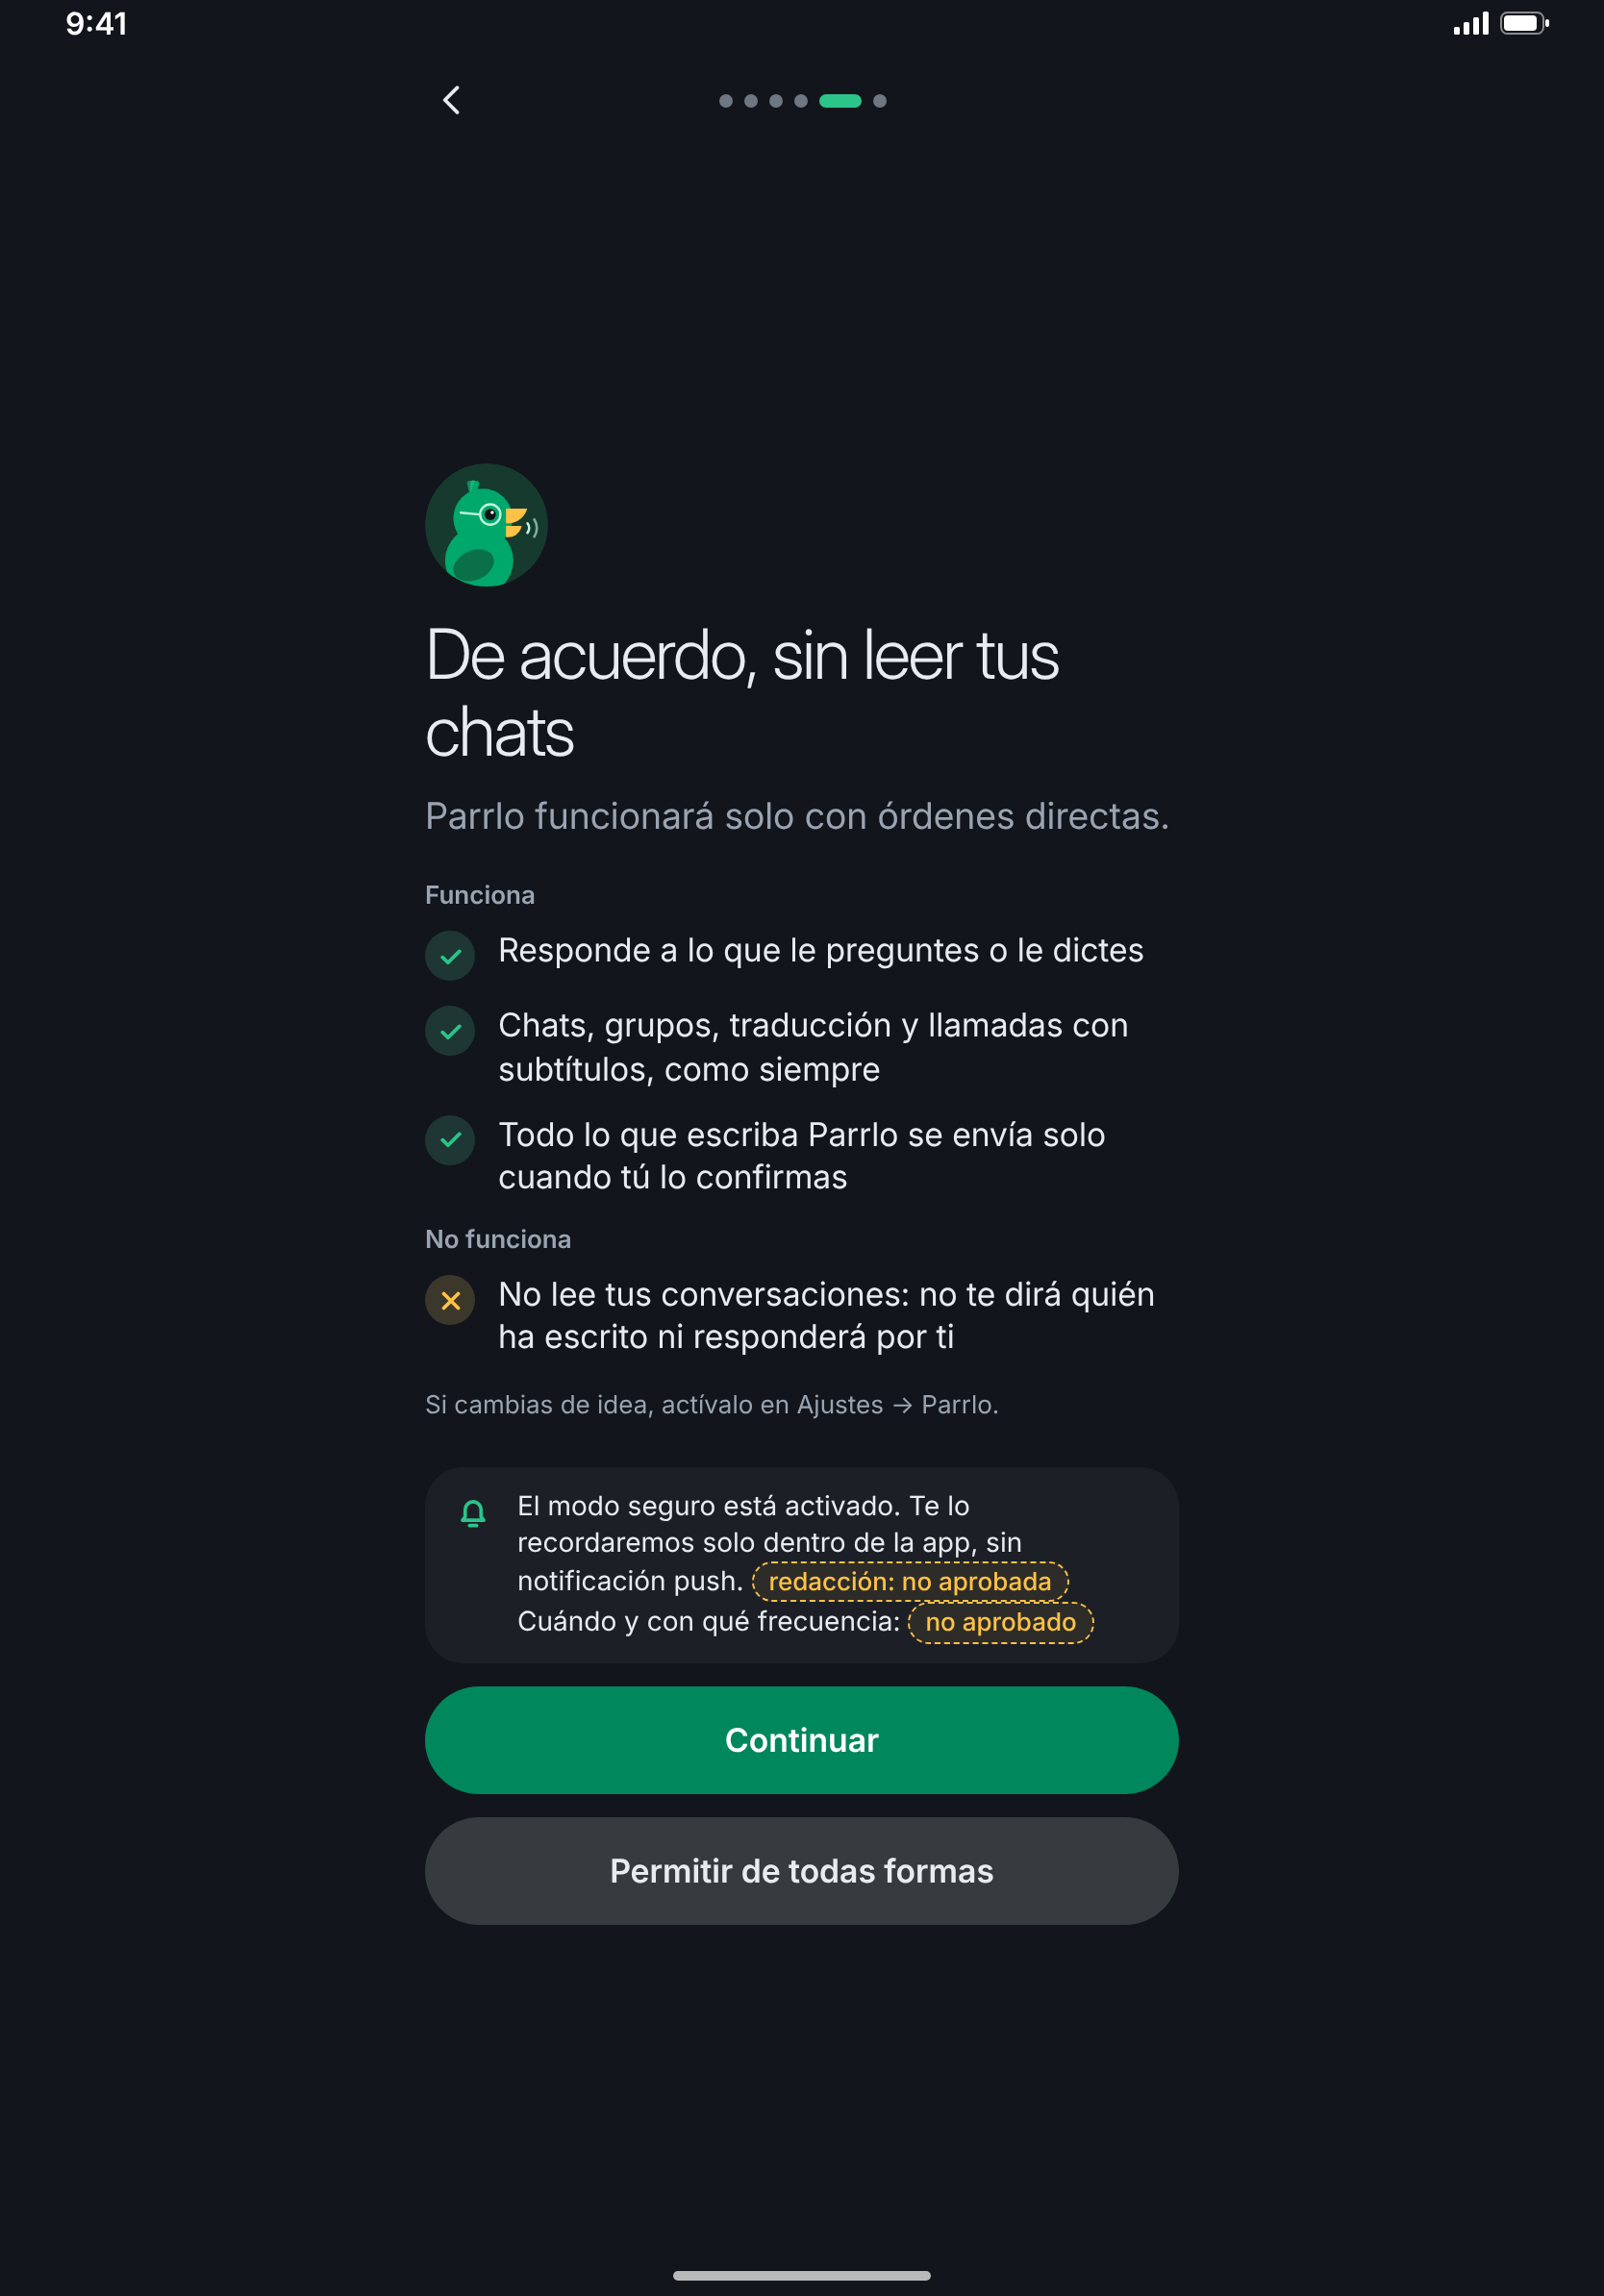 9:41
De acuerdo, sin leer tus
chats
Parrlo funcionará solo con órdenes directas.
Funciona
Responde a lo que le preguntes o le dictes
Chats, grupos, traducción y llamadas con
subtítulos, como siempre
Todo lo que escriba Parrlo se envía solo
cuando tú lo confirmas
No funciona
No lee tus conversaciones: no te dirá quién
ha escrito ni responderá por ti
Si cambias de idea, actívalo en Ajustes → Parrlo.
El modo seguro está activado. Te lo
recordaremos solo dentro de la app, sin
notificación push. redacción: no aprobada
Cuándo y con qué frecuencia: no aprobado
Continuar
Permitir de todas formas